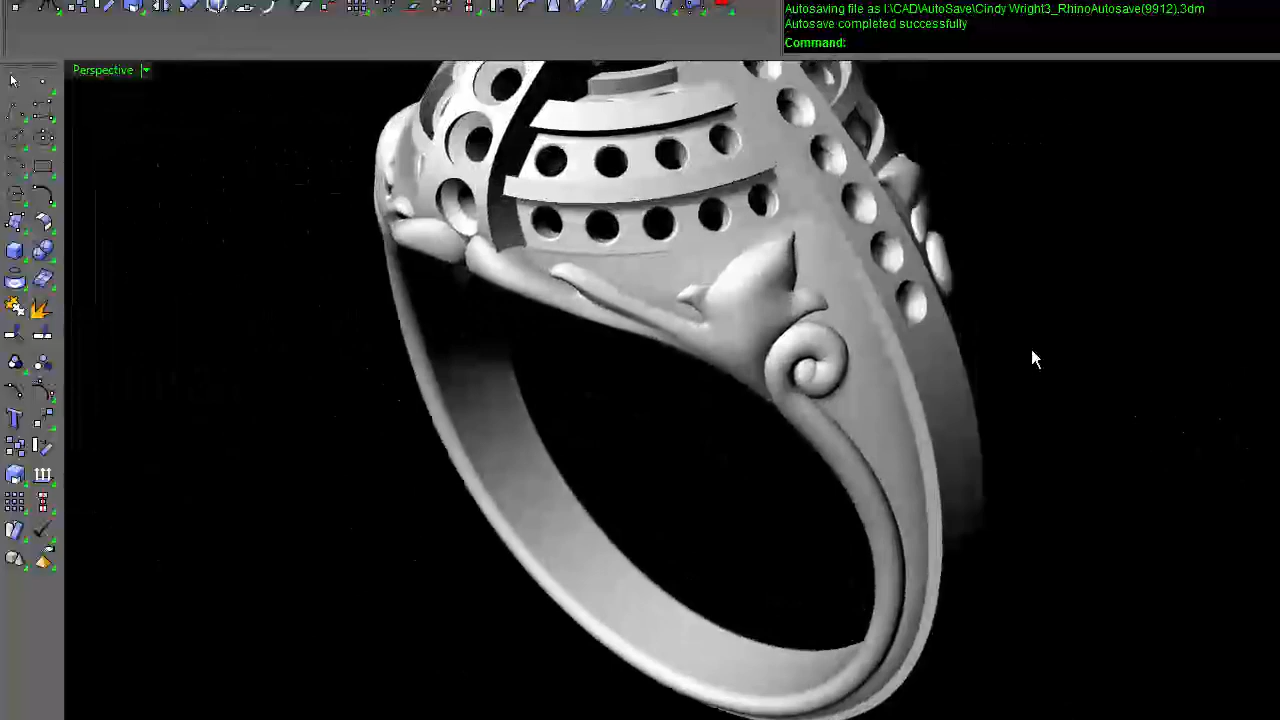 Autosaving file as I:\CAD\AutoSave\Cindy Wright3_RhinoAutosave(9912).3dm
Autosave completed successfully
Command:
Perspective